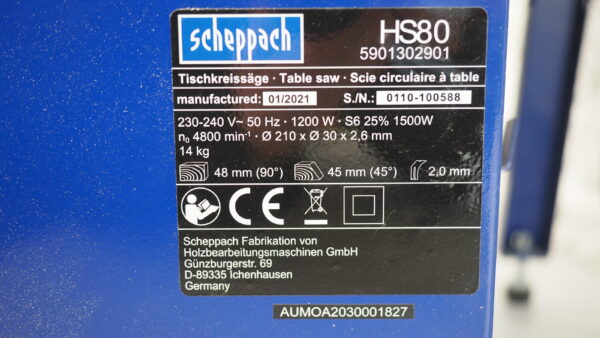 scheppach
HS80
5901302901
Tischkreissäge · Table saw · Scie circulaire à table
manufactured: 01/2021 S./N.: 0110-100588
230-240 V~ 50 Hz · 1200 W · S6 25% 1500W
n₀ 4800 min⁻¹ · Ø 210 x Ø 30 x 2,6 mm
14 kg
48 mm (90°) 45 mm (45°) 2,0 mm
CE
Scheppach Fabrikation von
Holzbearbeitungsmaschinen GmbH
Günzburgerstr. 69
D-89335 Ichenhausen
Germany
AUMOA2030001827